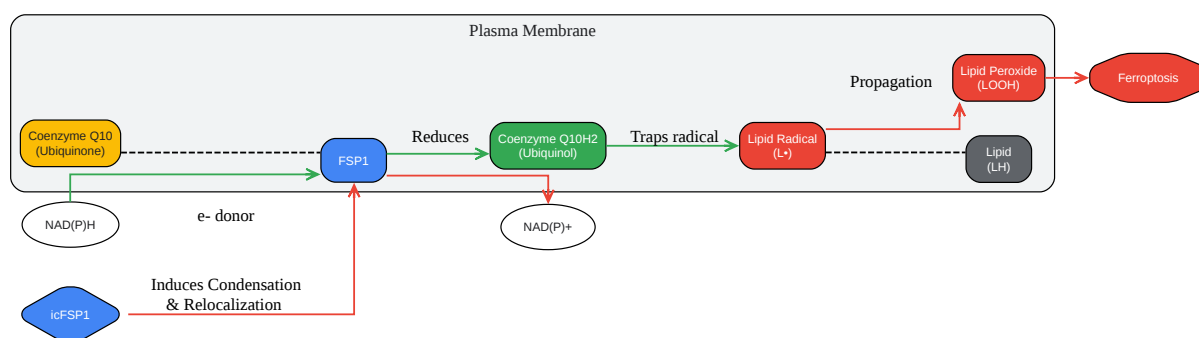 Plasma Membrane
Coenzyme Q10
(Ubiquinone)
FSP1
Reduces
Coenzyme Q10H2
(Ubiquinol)
Traps radical
Lipid Radical
(L•)
Propagation
Lipid Peroxide
(LOOH)
Ferroptosis
Lipid
(LH)
NAD(P)H
e- donor
NAD(P)+
Induces Condensation
& Relocalization
icFSP1